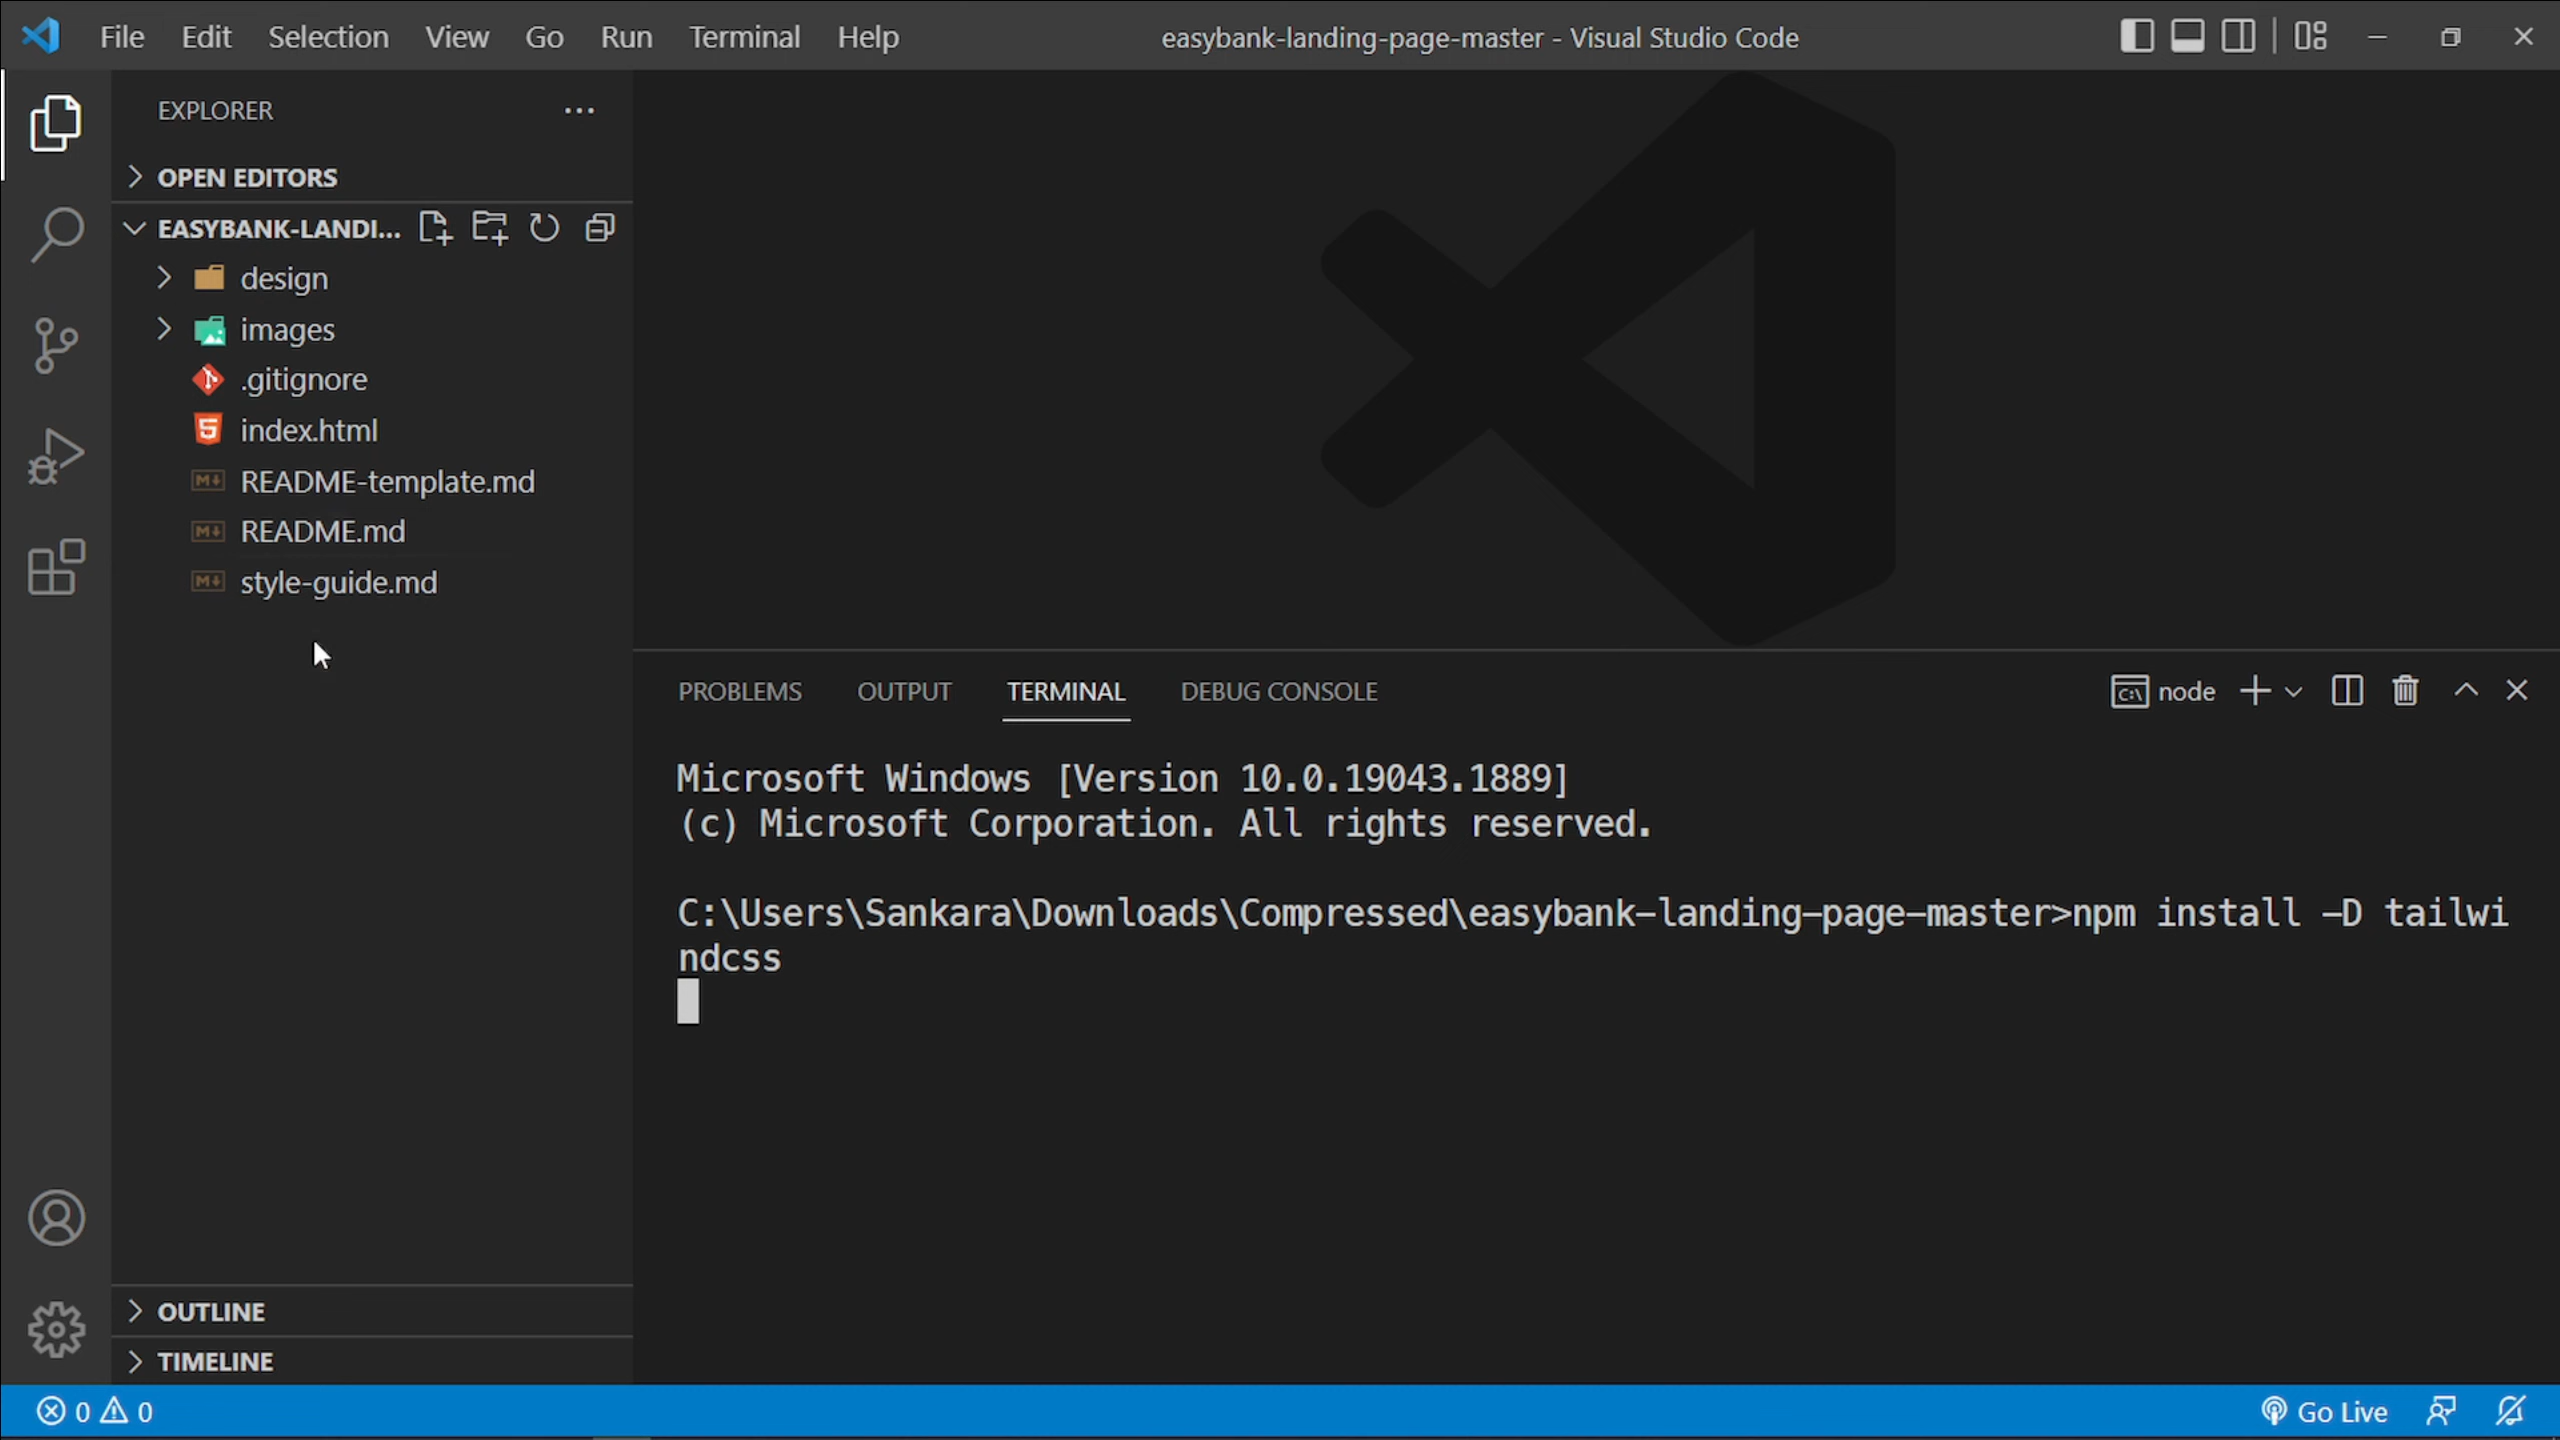 File Edit Selection View Go Run Terminal Help easybank-landing-page-master - Visual Studio Code
EXPLORER
OPEN EDITORS
EASYBANK-LANDI...
design
images
.gitignore
index.html
README-template.md
README.md
style-guide.md
OUTLINE
TIMELINE
PROBLEMS OUTPUT TERMINAL DEBUG CONSOLE node
Microsoft Windows [Version 10.0.19043.1889]
(c) Microsoft Corporation. All rights reserved.
C:\Users\Sankara\Downloads\Compressed\easybank-landing-page-master>npm install -D tailwi
ndcss
0 0 Go Live